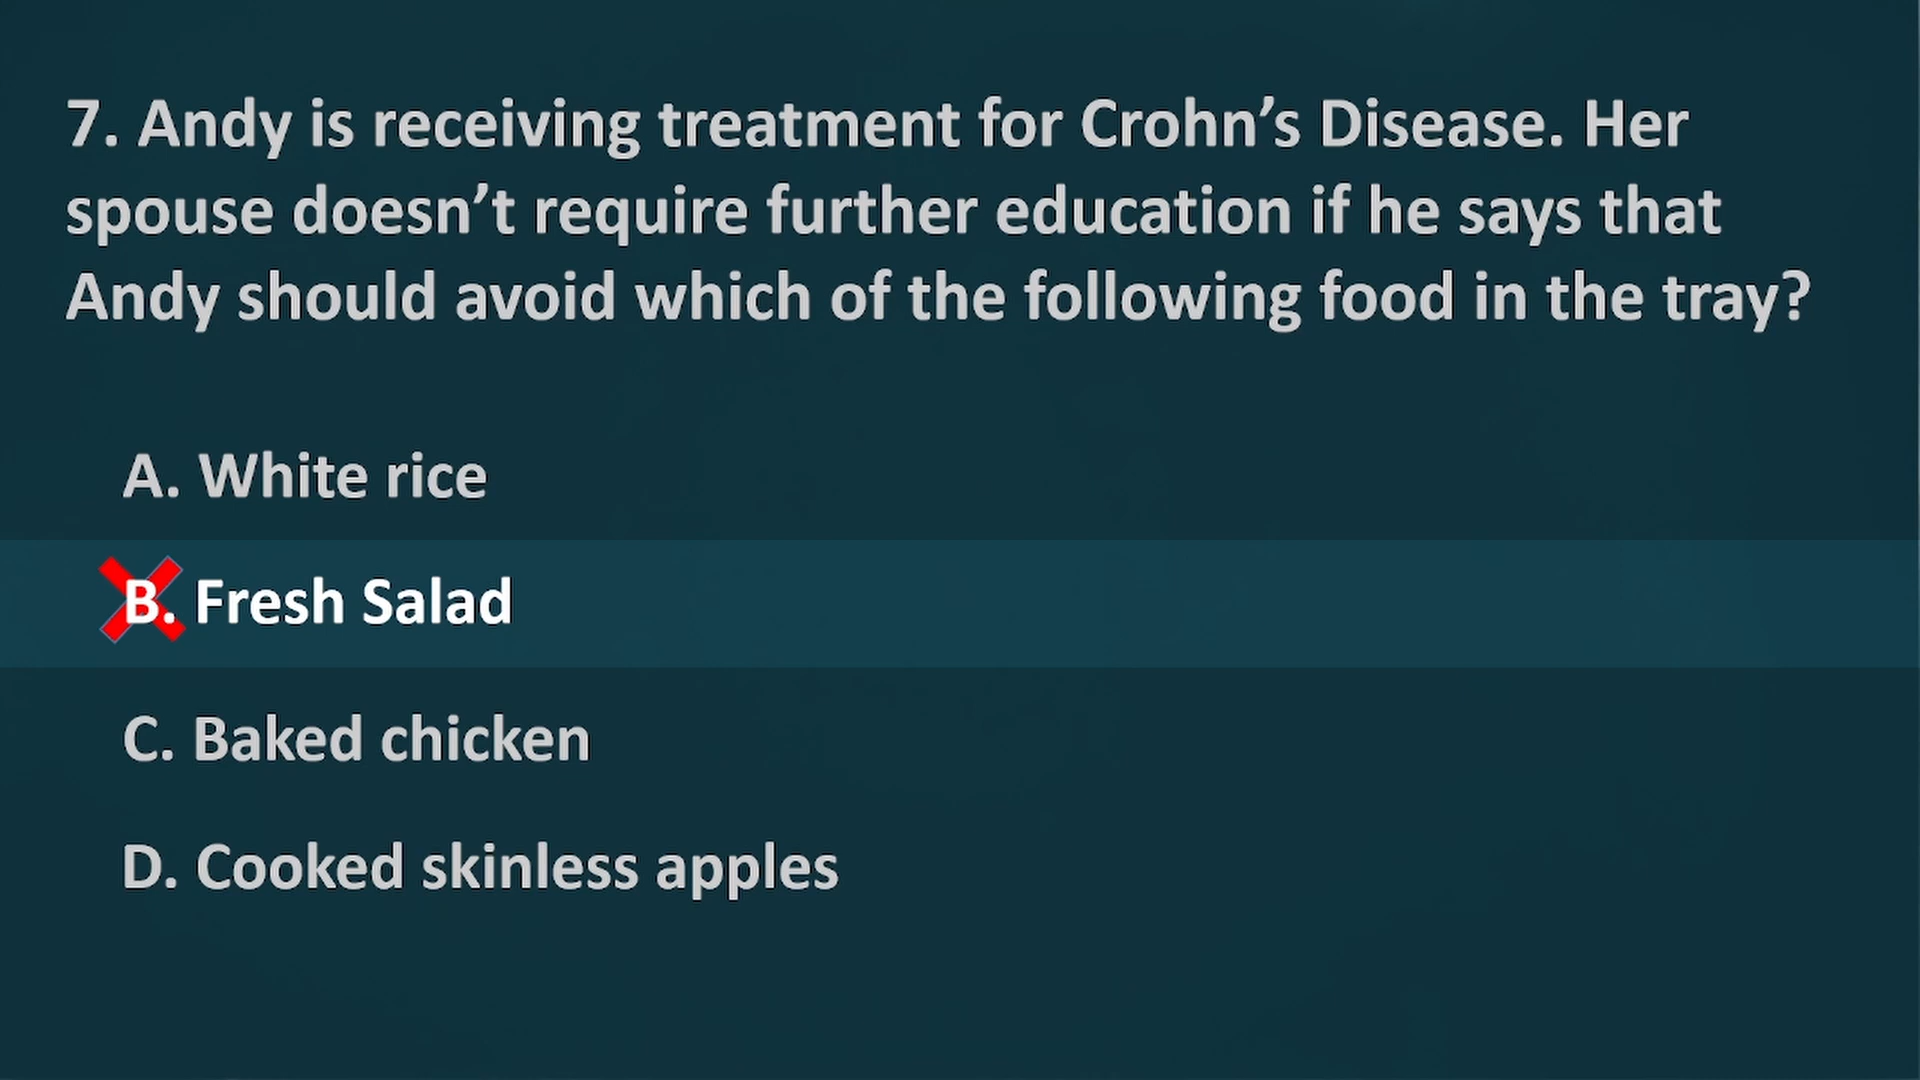 7. Andy is receiving treatment for Crohn’s Disease. Her
spouse doesn’t require further education if he says that
Andy should avoid which of the following food in the tray?
A. White rice
B. Fresh Salad
C. Baked chicken
D. Cooked skinless apples